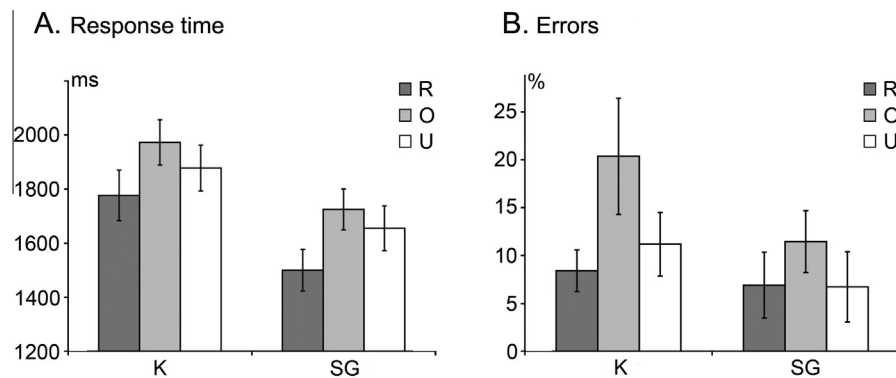 A. Response time
ms
R
O
U
2000
1800
1600
1400
1200
K
SG
B. Errors
%
R
O
U
25
20
15
10
5
0
K
SG